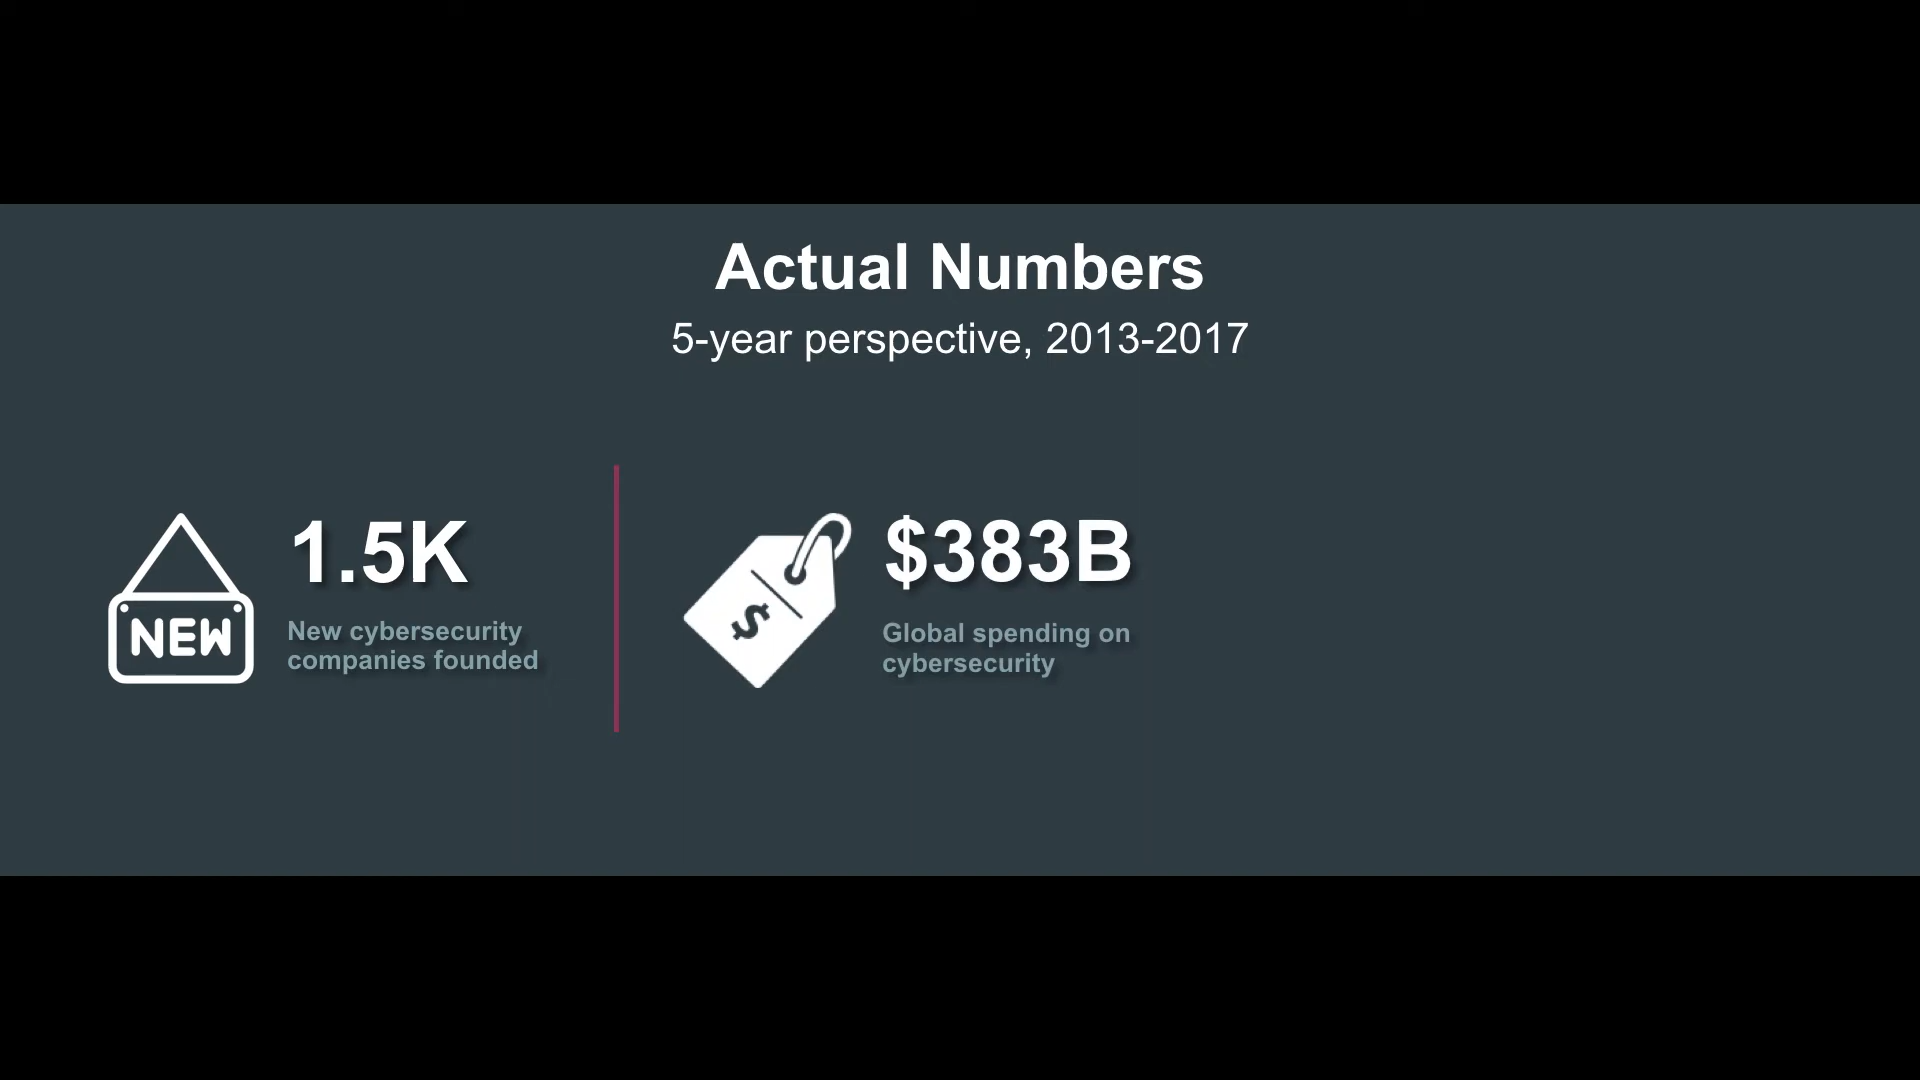 Actual Numbers
5-year perspective, 2013-2017
NEW
1.5K
New cybersecurity
companies founded
$
$383B
Global spending on
cybersecurity